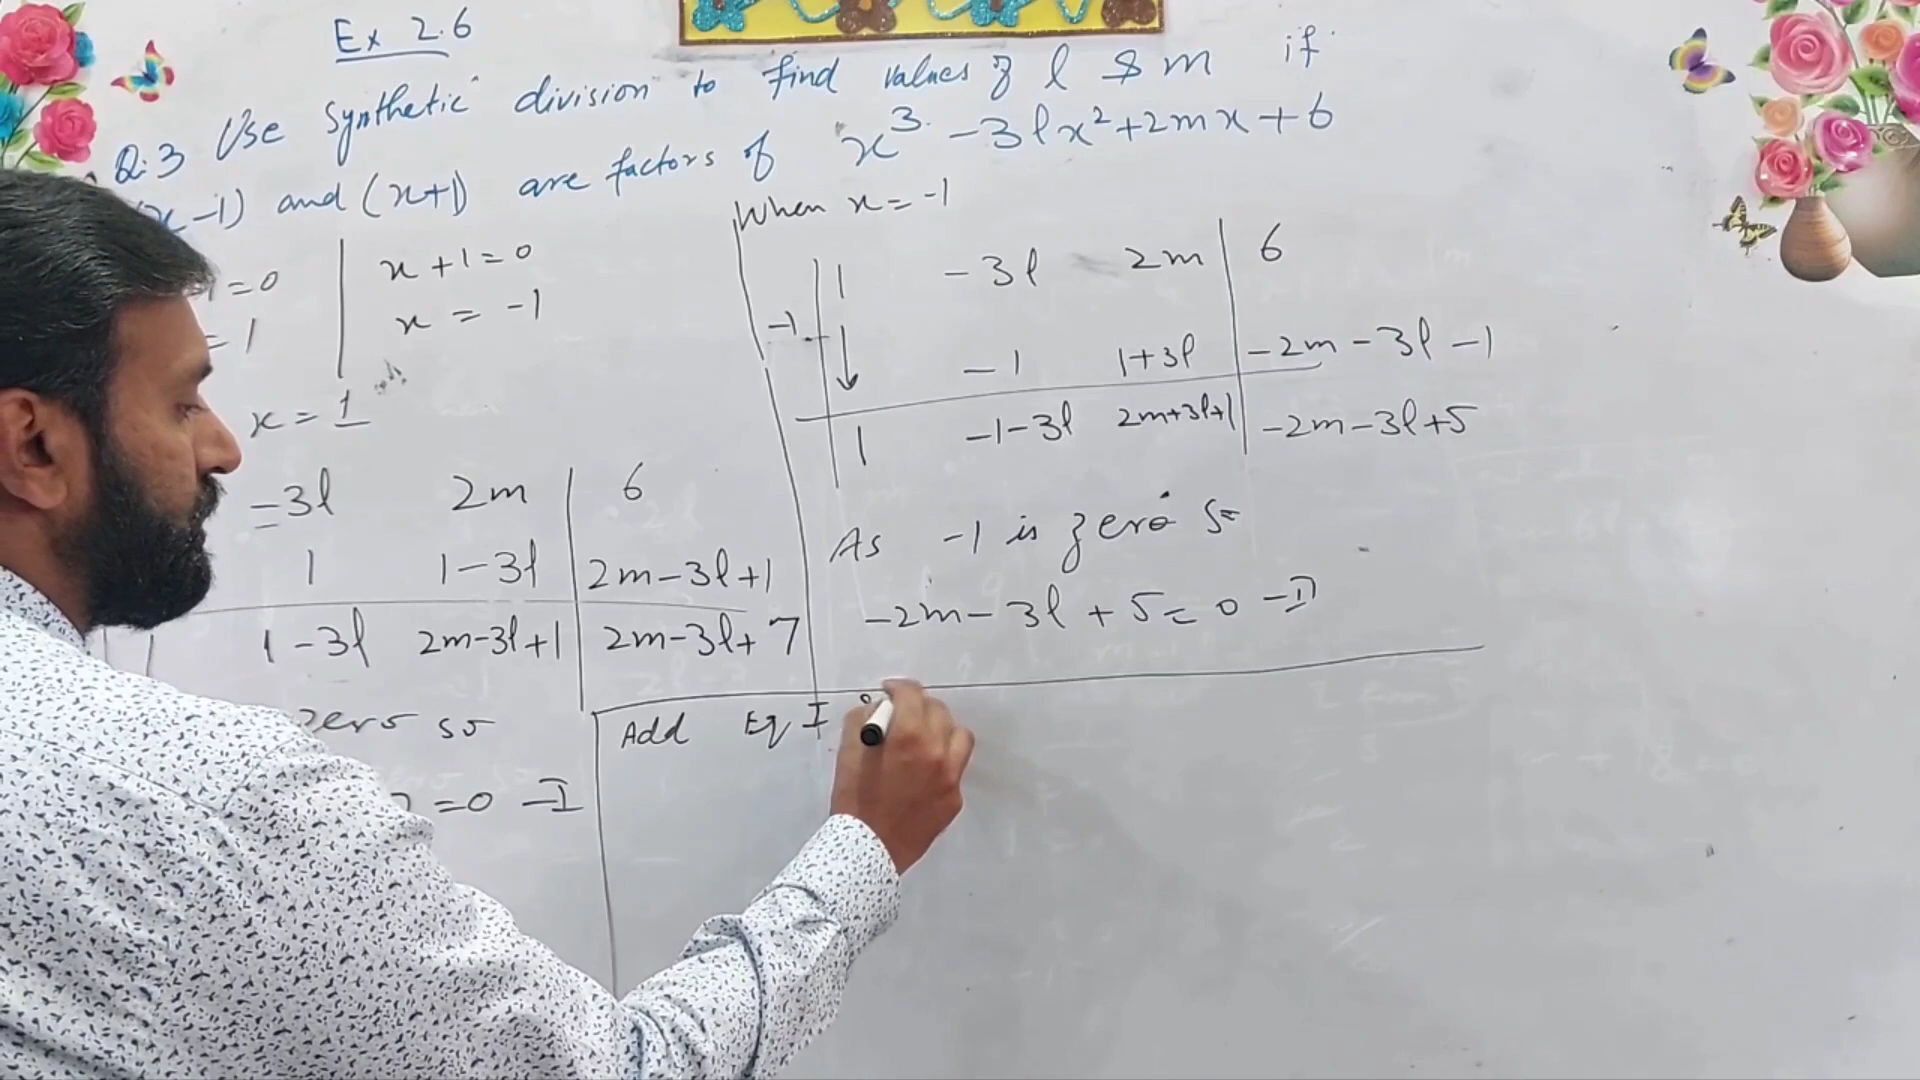 Ex 2.6
Q.3 Use Synthetic division to find values of l & m if
(x-1) and (x+1) are factors of x³ -3lx²+2mx+6
=0 | x+1=0
=1 | x = -1
x = 1
-3l 2m | 6
1 1-3l | 2m-3l+1
1 1-3l 2m-3l+1 | 2m-3l+7
zero so
=0 -I
When x = -1
1 -3l 2m | 6
-1 | -1 1+3l | -2m-3l-1
1 -1-3l 2m+3l+1 | -2m-3l+5
As -1 is zero so
-2m-3l+5=0 -II
Add Eq I